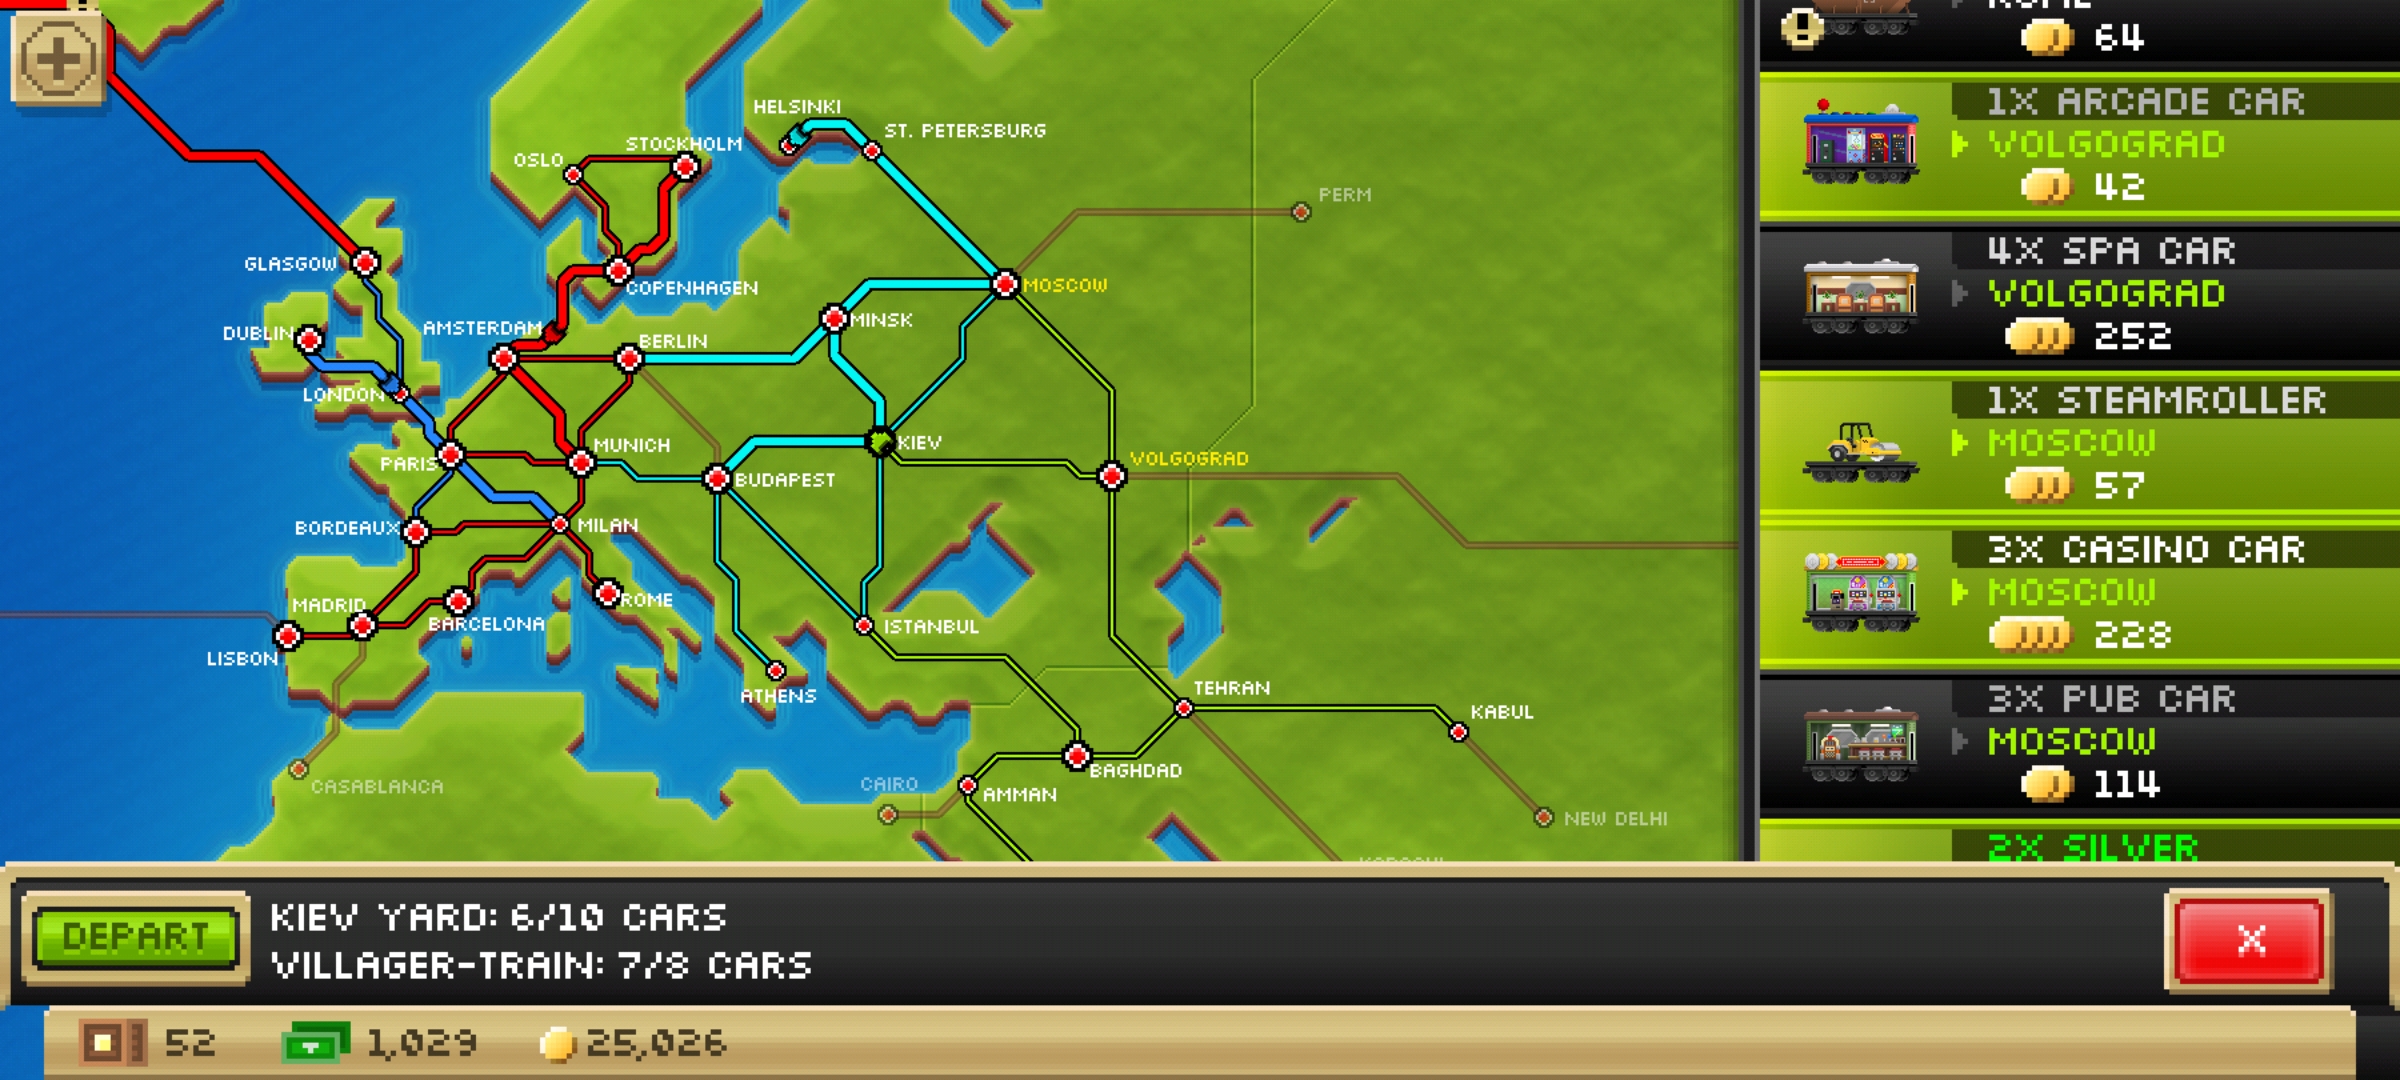 ROME
64
1X ARCADE CAR
VOLGOGRAD
42
4X SPA CAR
VOLGOGRAD
252
1X STEAMROLLER
MOSCOW
57
3X CASINO CAR
MOSCOW
228
3X PUB CAR
MOSCOW
114
2X SILVER
HELSINKI
ST. PETERSBURG
STOCKHOLM
OSLO
PERM
GLASGOW
COPENHAGEN
MOSCOW
DUBLIN
AMSTERDAM
BERLIN
MINSK
LONDON
PARIS
MUNICH
KIEV
VOLGOGRAD
BUDAPEST
BORDEAUX
MILAN
MADRID
ROME
BARCELONA
ISTANBUL
LISBON
ATHENS
TEHRAN
KABUL
CASABLANCA
CAIRO
BAGHDAD
AMMAN
NEW DELHI
DEPART
KIEV YARD: 6/10 CARS
VILLAGER-TRAIN: 7/8 CARS
X
52
1,029
25,026